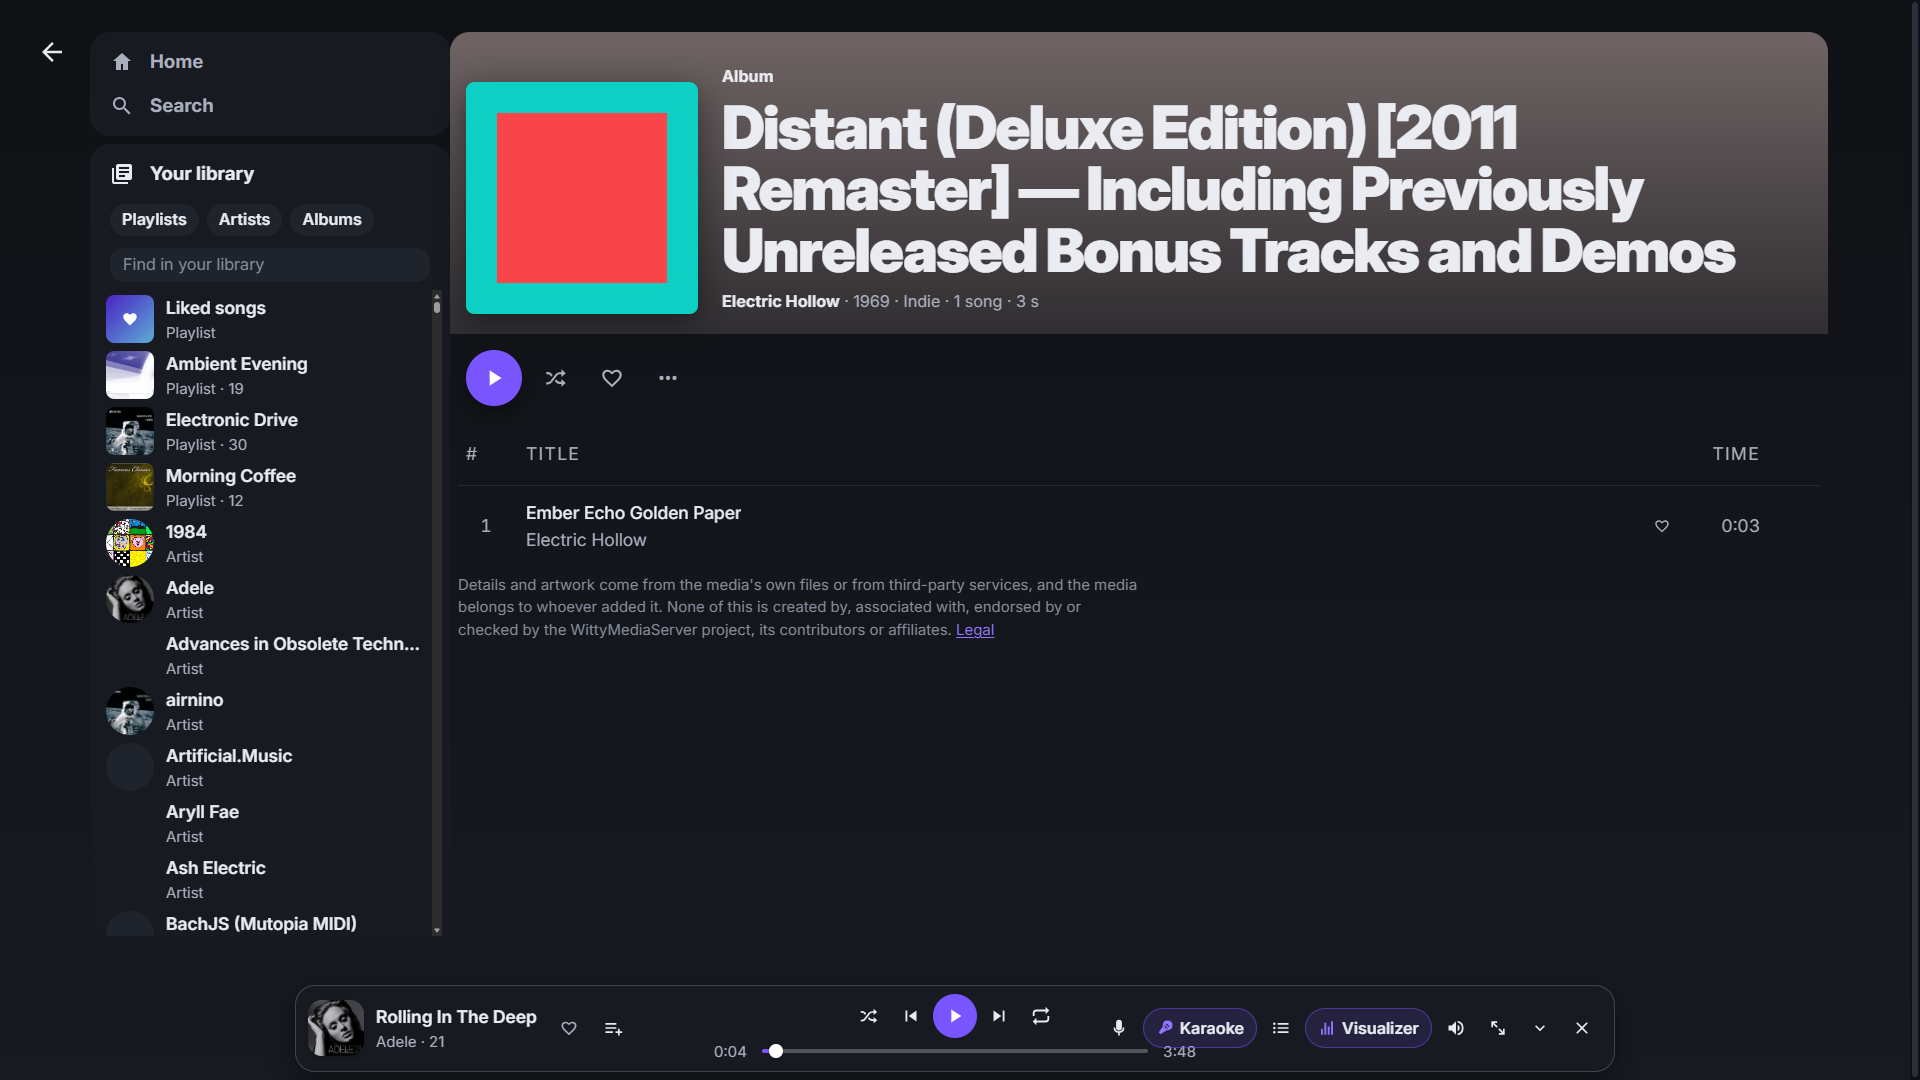 Home
Search
Your library
Playlists Artists Albums
Find in your library
Liked songs
Playlist
Ambient Evening
Playlist · 19
Electronic Drive
Playlist · 30
Morning Coffee
Playlist · 12
1984
Artist
Adele
Artist
Advances in Obsolete Techn...
Artist
airnino
Artist
Artificial.Music
Artist
Aryll Fae
Artist
Ash Electric
Artist
BachJS (Mutopia MIDI)
Album
Distant (Deluxe Edition) [2011
Remaster] — Including Previously
Unreleased Bonus Tracks and Demos
Electric Hollow · 1969 · Indie · 1 song · 3 s
# TITLE TIME
1 Ember Echo Golden Paper 0:03
Electric Hollow
Details and artwork come from the media's own files or from third-party services, and the media
belongs to whoever added it. None of this is created by, associated with, endorsed by or
checked by the WittyMediaServer project, its contributors or affiliates. Legal
Rolling In The Deep
Adele · 21
0:04 3:48
Karaoke Visualizer